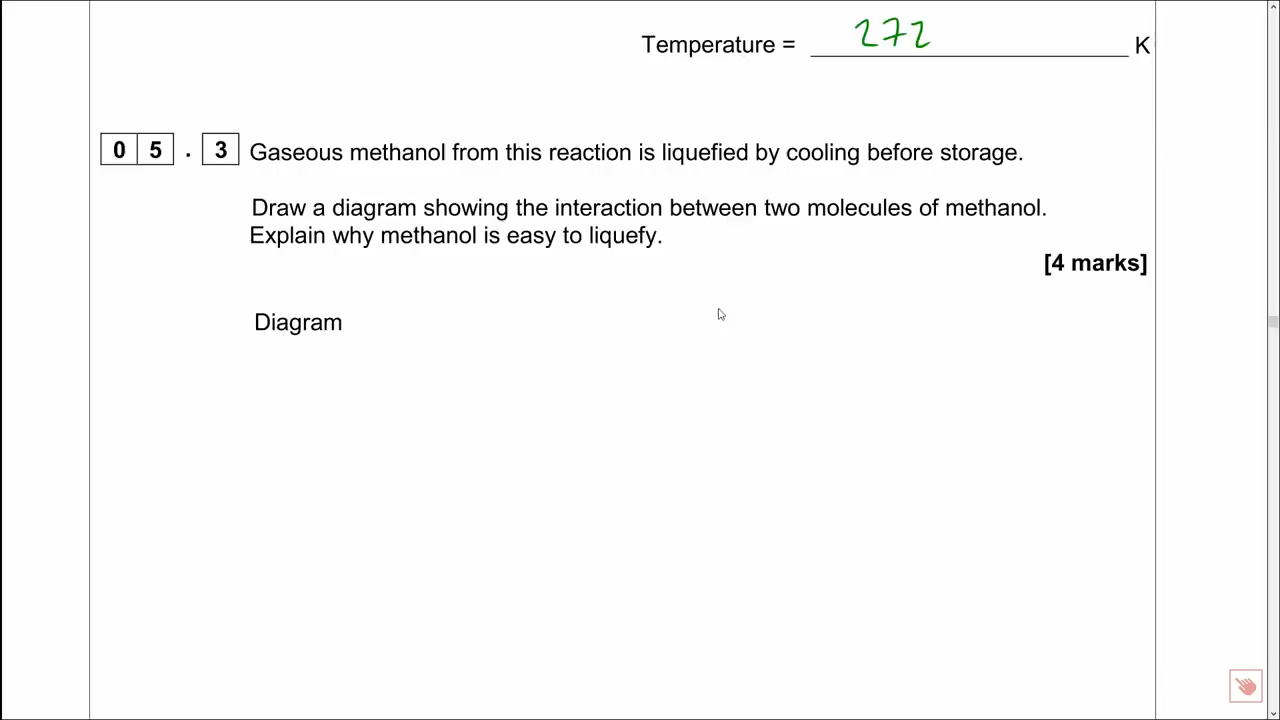 Temperature = 272 K
0 5 . 3 Gaseous methanol from this reaction is liquefied by cooling before storage.
Draw a diagram showing the interaction between two molecules of methanol.
Explain why methanol is easy to liquefy.
[4 marks]
Diagram